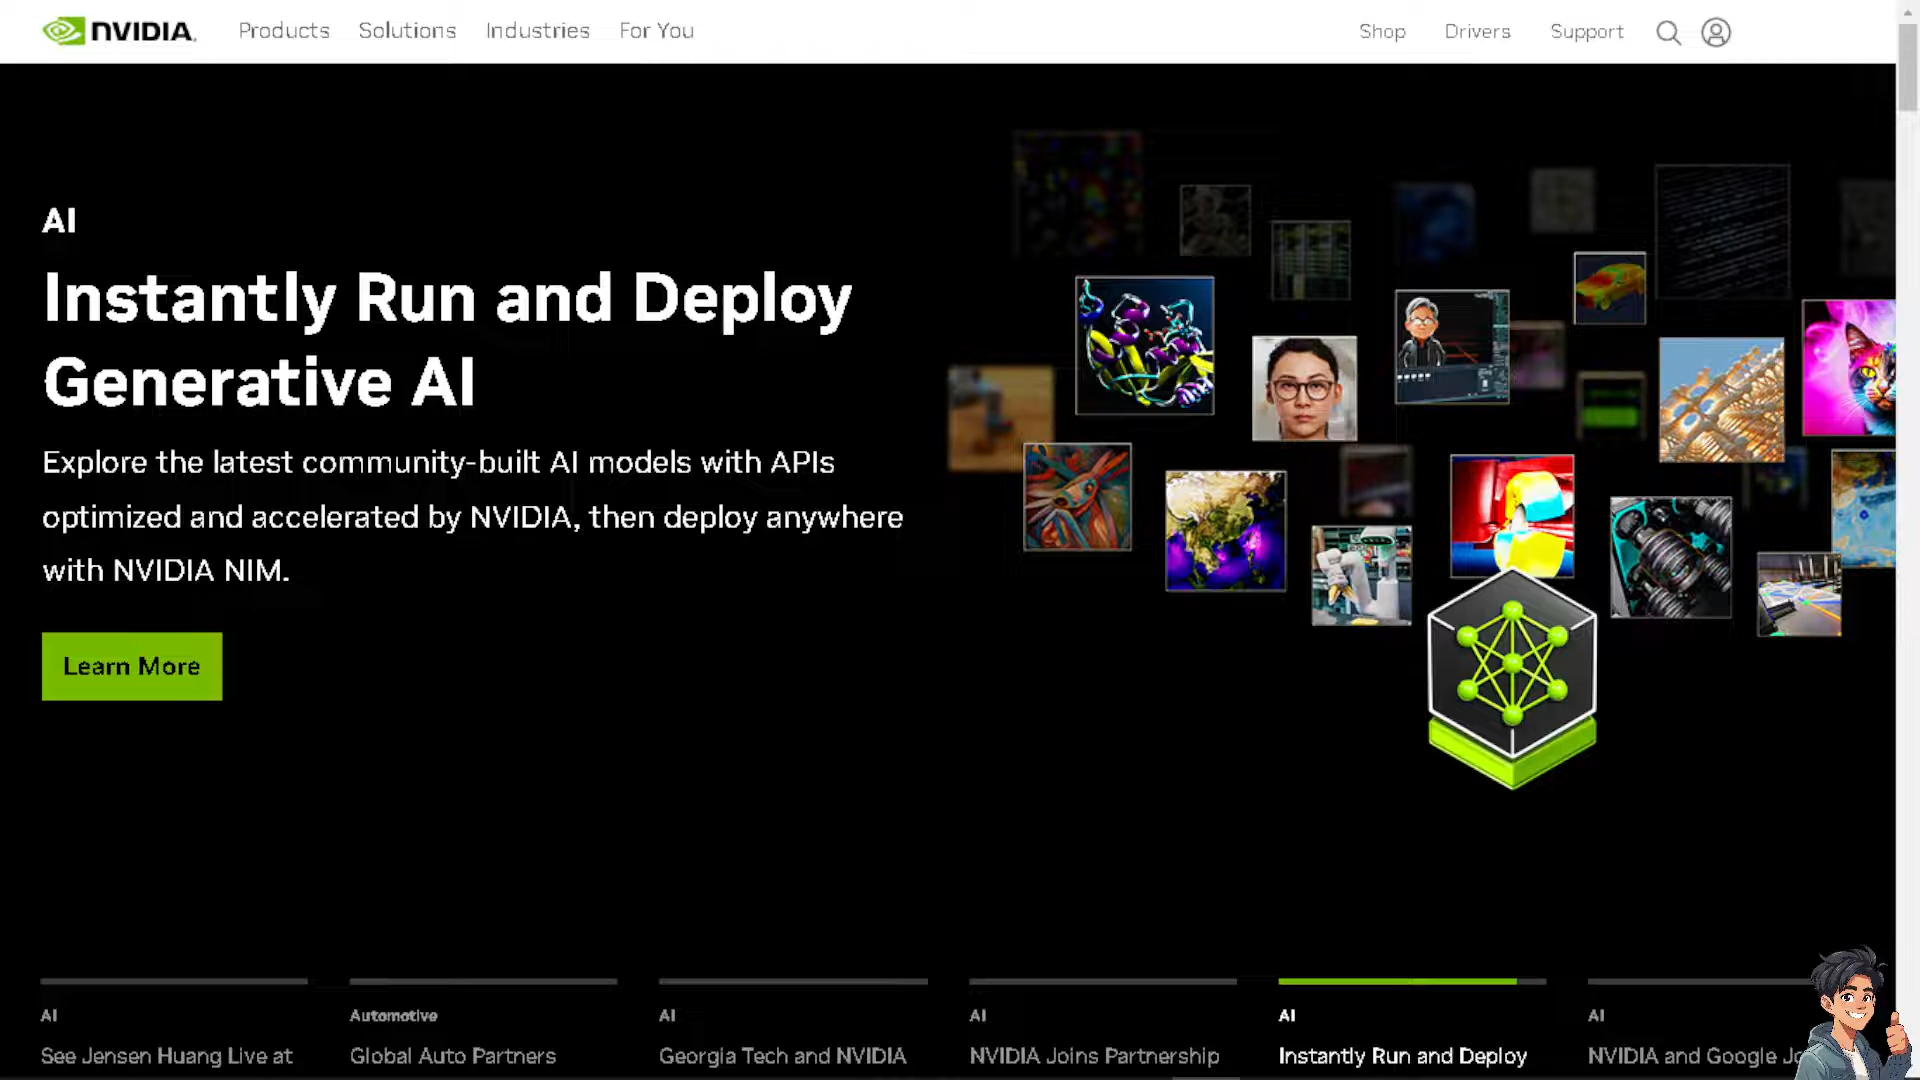 NVIDIA.
Products
Solutions
Industries
For You
Shop
Drivers
Support
AI
Instantly Run and Deploy
Generative AI
Explore the latest community-built AI models with APIs
optimized and accelerated by NVIDIA, then deploy anywhere
with NVIDIA NIM.
Learn More
AI
See Jensen Huang Live at
Automotive
Global Auto Partners
AI
Georgia Tech and NVIDIA
AI
NVIDIA Joins Partnership
AI
Instantly Run and Deploy
AI
NVIDIA and Google